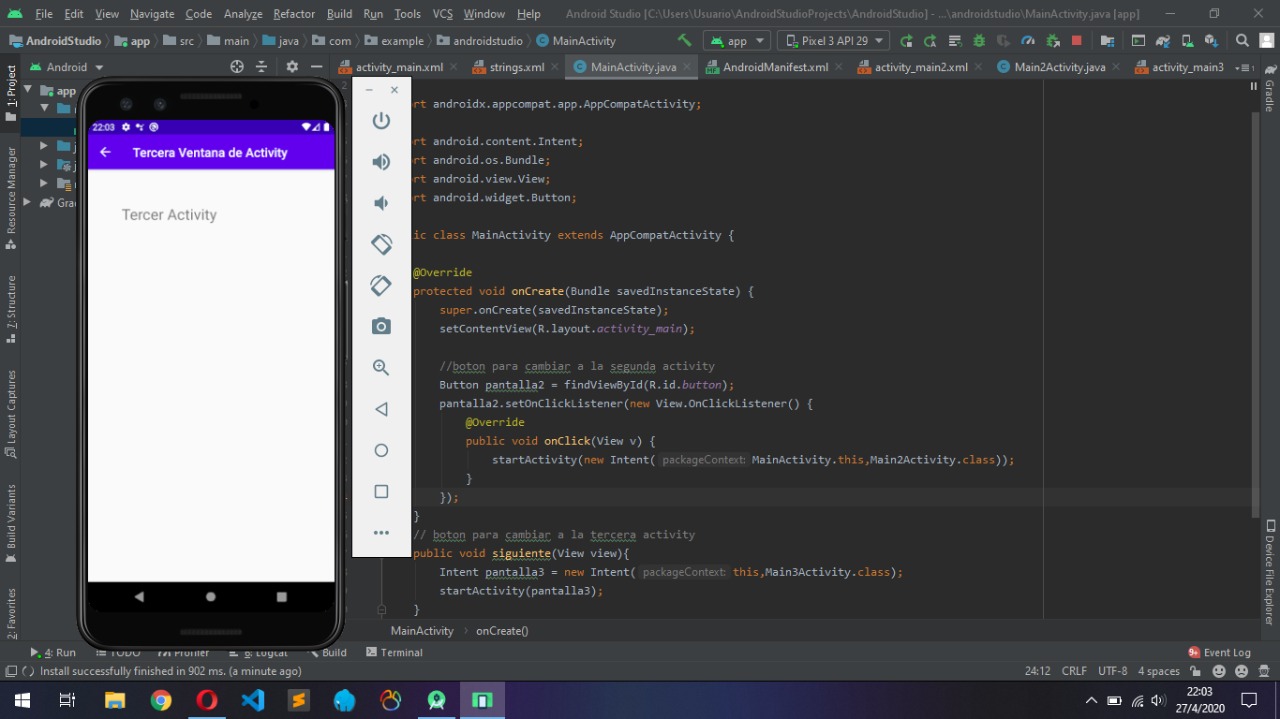 File Edit View Navigate Code Analyze Refactor Build Run Tools VCS Window Help Android Studio [C:\Users\Usuario\AndroidStudioProjects\AndroidStudio] - ...\androidstudio\MainActivity.java [app]
AndroidStudio app src main java com example androidstudio MainActivity app Pixel 3 API 29
Android activity_main.xml strings.xml MainActivity.java AndroidManifest.xml activity_main2.xml Main2Activity.java activity_main3
1: Project
Resource Manager
7: Structure
Layout Captures
Build Variants
2: Favorites
app
Grad
22:03
Tercera Ventana de Activity
Tercer Activity
rt androidx.appcompat.app.AppCompatActivity;
rt android.content.Intent;
rt android.os.Bundle;
rt android.view.View;
rt android.widget.Button;
ic class MainActivity extends AppCompatActivity {
@Override
protected void onCreate(Bundle savedInstanceState) {
super.onCreate(savedInstanceState);
setContentView(R.layout.activity_main);
//boton para cambiar a la segunda activity
Button pantalla2 = findViewById(R.id.button);
pantalla2.setOnClickListener(new View.OnClickListener() {
@Override
public void onClick(View v) {
startActivity(new Intent( packageContext: MainActivity.this,Main2Activity.class));
}
});
}
// boton para cambiar a la tercera activity
public void siguiente(View view){
Intent pantalla3 = new Intent( packageContext: this,Main3Activity.class);
startActivity(pantalla3);
}
Gradle
Device File Explorer
MainActivity onCreate()
4: Run TODO Profiler 6: Logcat Build Terminal 9+ Event Log
Install successfully finished in 902 ms. (a minute ago) 24:12 CRLF UTF-8 4 spaces
22:03
27/4/2020